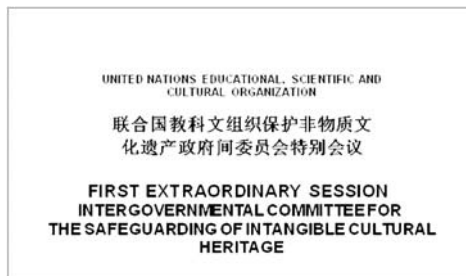 UNITED NATIONS EDUCATIONAL, SCIENTIFIC AND
CULTURAL ORGANIZATION
联合国教科文组织保护非物质文
化遗产政府间委员会特别会议
FIRST EXTRAORDINARY SESSION
INTERGOVERNMENTAL COMMITTEE FOR
THE SAFEGUARDING OF INTANGIBLE CULTURAL
HERITAGE